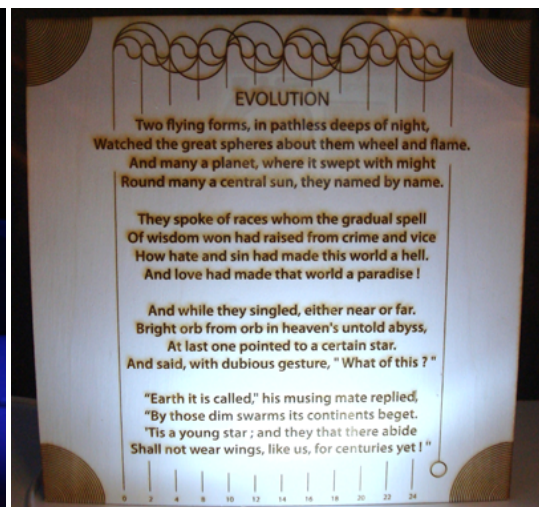 EVOLUTION
Two flying forms, in pathless deeps of night,
Watched the great spheres about them wheel and flame.
And many a planet, where it swept with might
Round many a central sun, they named by name.
They spoke of races whom the gradual spell
Of wisdom won had raised from crime and vice
How hate and sin had made this world a hell.
And love had made that world a paradise !
And while they singled, either near or far.
Bright orb from orb in heaven's untold abyss,
At last one pointed to a certain star.
And said, with dubious gesture, " What of this ? "
"Earth it is called," his musing mate replied,
"By those dim swarms its continents beget.
'Tis a young star ; and they that there abide
Shall not wear wings, like us, for centuries yet ! "
0 2 4 6 8 10 12 14 16 18 20 22 24